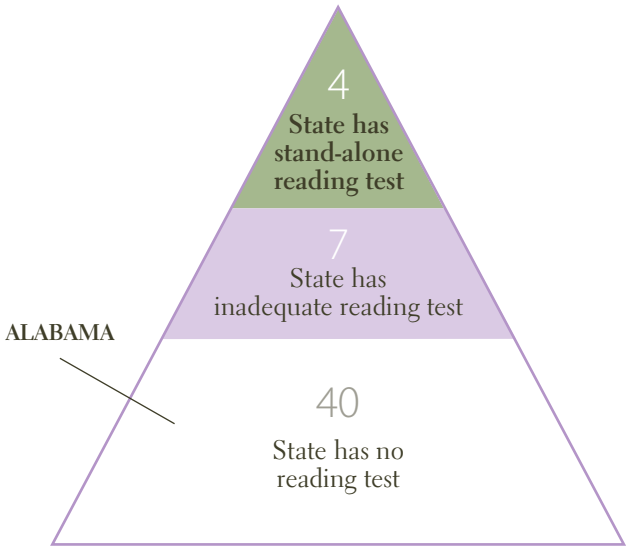 4
State has
stand-alone
reading test
7
State has
inadequate reading test
ALABAMA
40
State has no
reading test